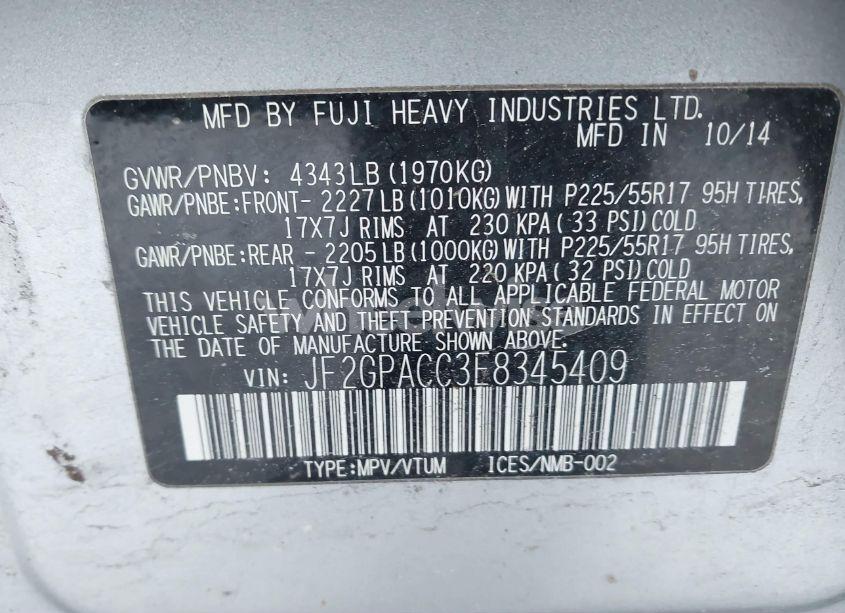 MFD BY FUJI HEAVY INDUSTRIES LTD.
MFD IN 10/14
GVWR/PNBV: 4343LB(1970KG)
GAWR/PNBE:FRONT- 2227LB(1010KG)WITH P225/55R17 95H TIRES,
17X7J RIMS AT 230 KPA(33 PSI)COLD
GAWR/PNBE:REAR - 2205LB(1000KG)WITH P225/55R17 95H TIRES,
17X7J RIMS AT 220 KPA(32 PSI)COLD
THIS VEHICLE CONFORMS TO ALL APPLICABLE FEDERAL MOTOR
VEHICLE SAFETY AND THEFT PREVENTION STANDARDS IN EFFECT ON
THE DATE OF MANUFACTURE SHOWN ABOVE.
VIN: JF2GPACC3E8345409
TYPE:MPV/VTUM ICES/NMB-002